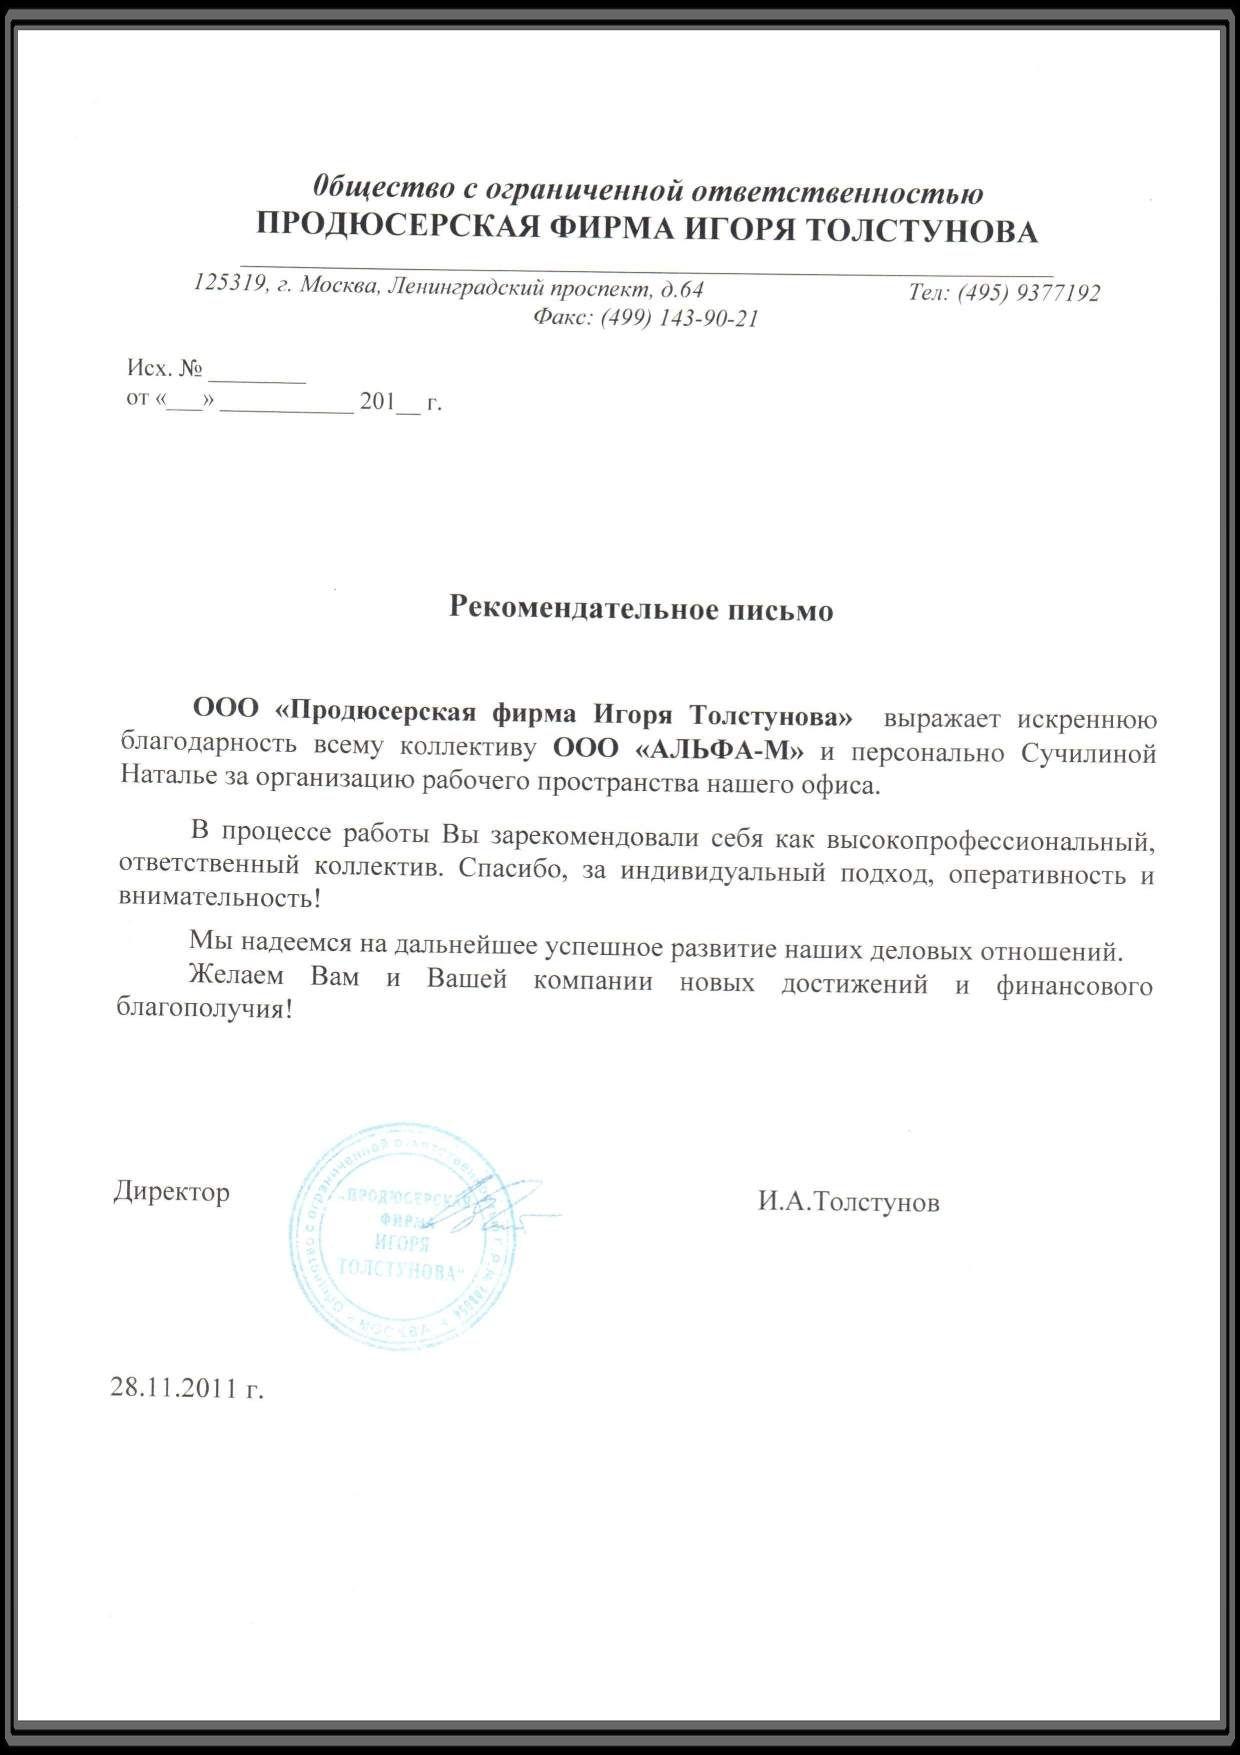 Общество с ограниченной ответственностью
ПРОДЮСЕРСКАЯ ФИРМА ИГОРЯ ТОЛСТУНОВА
125319, г. Москва, Ленинградский проспект, д.64 Тел: (495) 9377192
Факс: (499) 143-90-21
Исх. № ________
от «___» ___________ 201__ г.
Рекомендательное письмо
ООО «Продюсерская фирма Игоря Толстунова» выражает искреннюю
благодарность всему коллективу ООО «АЛЬФА-М» и персонально Сучилиной
Наталье за организацию рабочего пространства нашего офиса.
В процессе работы Вы зарекомендовали себя как высокопрофессиональный,
ответственный коллектив. Спасибо, за индивидуальный подход, оперативность и
внимательность!
Мы надеемся на дальнейшее успешное развитие наших деловых отношений.
Желаем Вам и Вашей компании новых достижений и финансового
благополучия!
Директор
И.А.Толстунов
Общество с ограниченной ответственностью
МОСКВА
„ПРОДЮСЕРСКАЯ
ФИРМА
ИГОРЯ
ТОЛСТУНОВА“
28.11.2011 г.